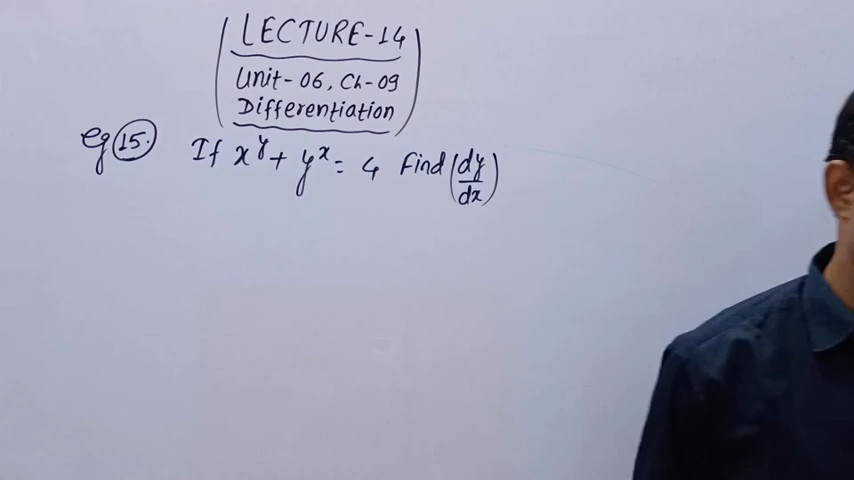 LECTURE-14
Unit-06, Ch-09
Differentiation
eg 15. If x^y + y^x = 4 Find (dy/dx)